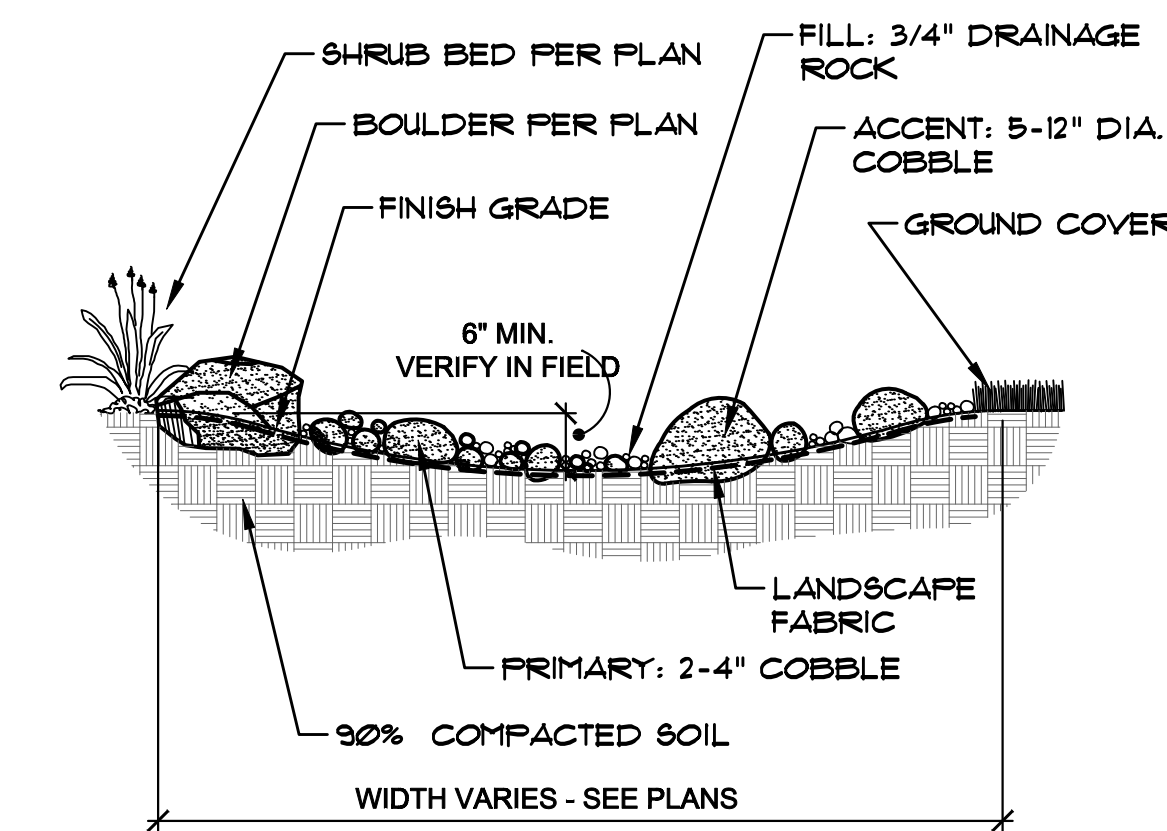 SHRUB BED PER PLAN
BOULDER PER PLAN
FINISH GRADE
FILL: 3/4" DRAINAGE
ROCK
ACCENT: 5-12" DIA.
COBBLE
GROUND COVER
6" MIN.
VERIFY IN FIELD
LANDSCAPE
FABRIC
PRIMARY: 2-4" COBBLE
90% COMPACTED SOIL
WIDTH VARIES - SEE PLANS